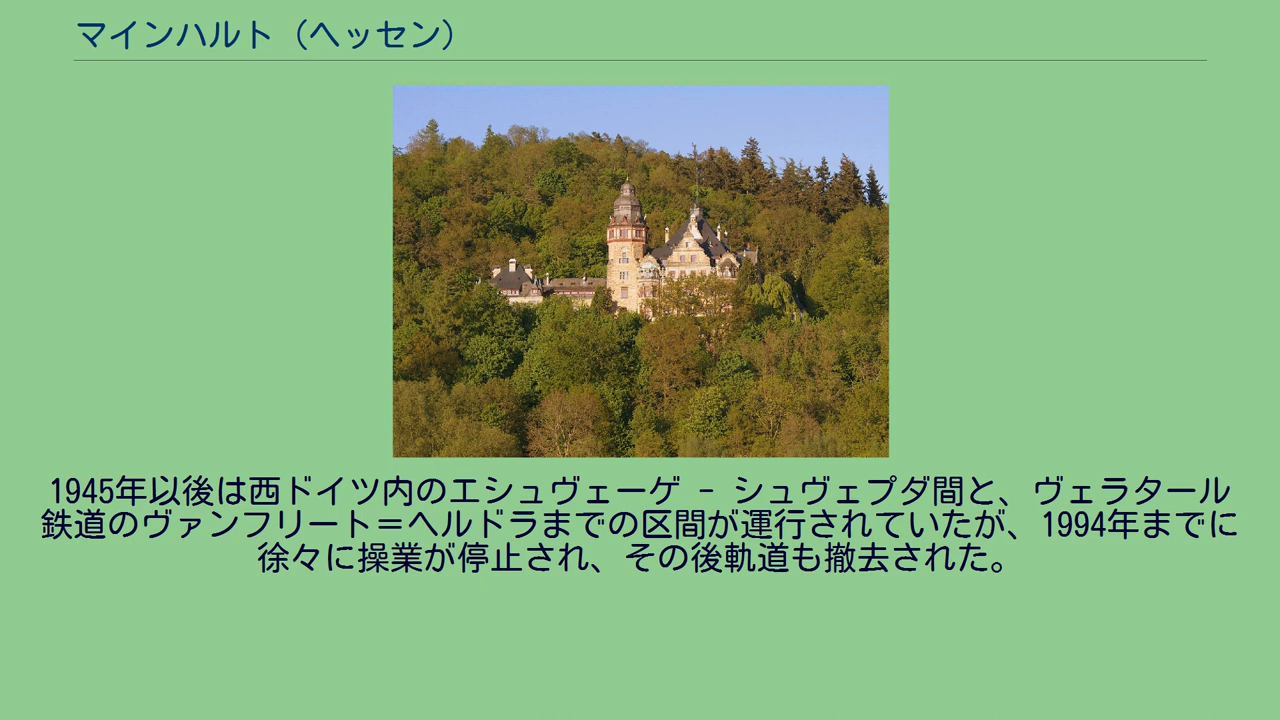 マインハルト（ヘッセン）
1945年以後は西ドイツ内のエシュヴェーゲ - シュヴェプダ間と、ヴェラタール
鉄道のヴァンフリート＝ヘルドラまでの区間が運行されていたが、1994年までに
徐々に操業が停止され、その後軌道も撤去された。